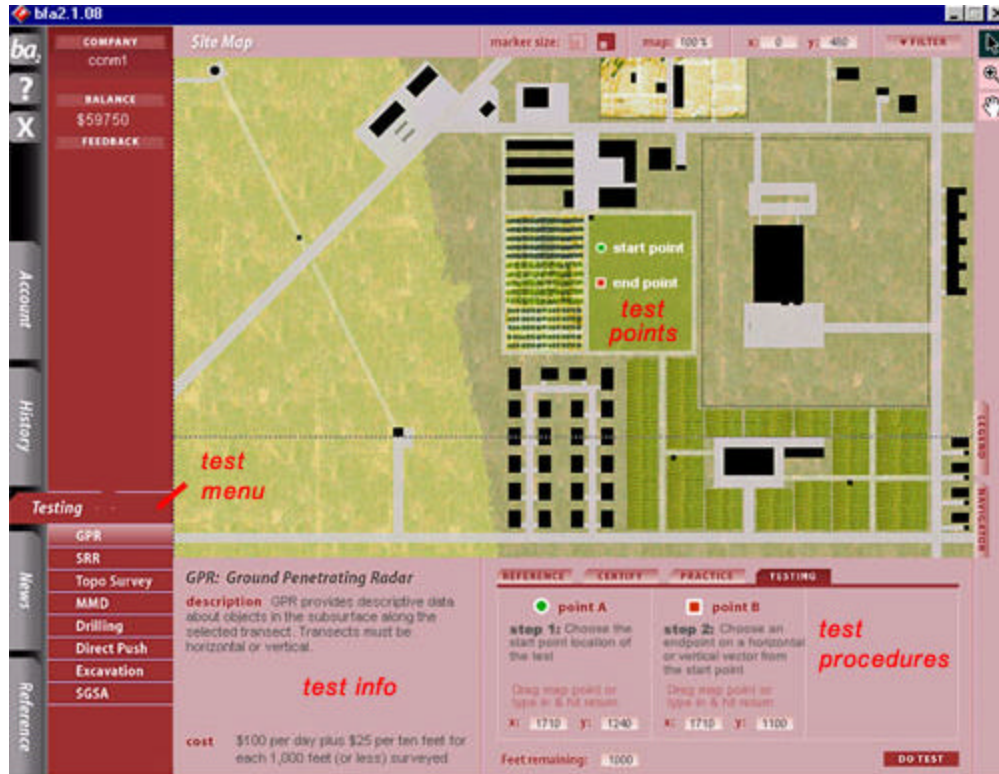 bfa2.1.08
ba2
?
X
COMPANY
ccnm1
BALANCE
$59750
FEEDBACK
Site Map
marker size:
map: 100%
x: 0 y: 480
FILTER
start point
end point
test
points
Account
History
test
menu
Testing
GPR
SRR
Topo Survey
MMD
Drilling
Direct Push
Excavation
SGSA
News
Reference
LEGEND
NAVIGATOR
GPR: Ground Penetrating Radar
description GPR provides descriptive data
about objects in the subsurface along the
selected transect. Transects must be
horizontal or vertical.
test info
cost $100 per day plus $25 per ten feet for
each 1,000 feet (or less) surveyed
REFERENCE CERTIFY PRACTICE TESTING
point A
step 1: Choose the
start point location of
the test
Drag map point or
type in & hit return
x: 1710 y: 1240
point B
step 2: Choose an
endpoint on a horizontal
or vertical vector from
the start point
Drag map point or
type in & hit return
x: 1710 y: 1100
test
procedures
Feet remaining: 1000
DO TEST